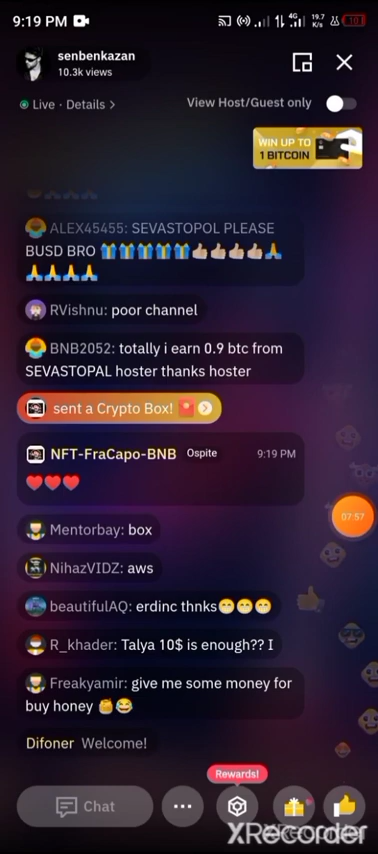 9:19 PM 4G 19.7 K/s 10
senbenkazan
10.3k views
Live · Details > View Host/Guest only
WIN UP TO
1 BITCOIN
ALEX45455: SEVASTOPOL PLEASE
BUSD BRO 🎁🎁🎁🎁🎁👍🏼👍🏼👍🏼👍🏼🙏
🙏🙏🙏🙏
RVishnu: poor channel
BNB2052: totally i earn 0.9 btc from
SEVASTOPAL hoster thanks hoster
sent a Crypto Box!
NFT-FraCapo-BNB Ospite 9:19 PM
❤️❤️❤️
07:57
Mentorbay: box
NihazVIDZ: aws
beautifulAQ: erdinc thnks😁😁😁
R_khader: Talya 10$ is enough?? I
Freakyamir: give me some money for
buy honey 🍯😂
Difoner Welcome!
Rewards!
Chat
XRecorder